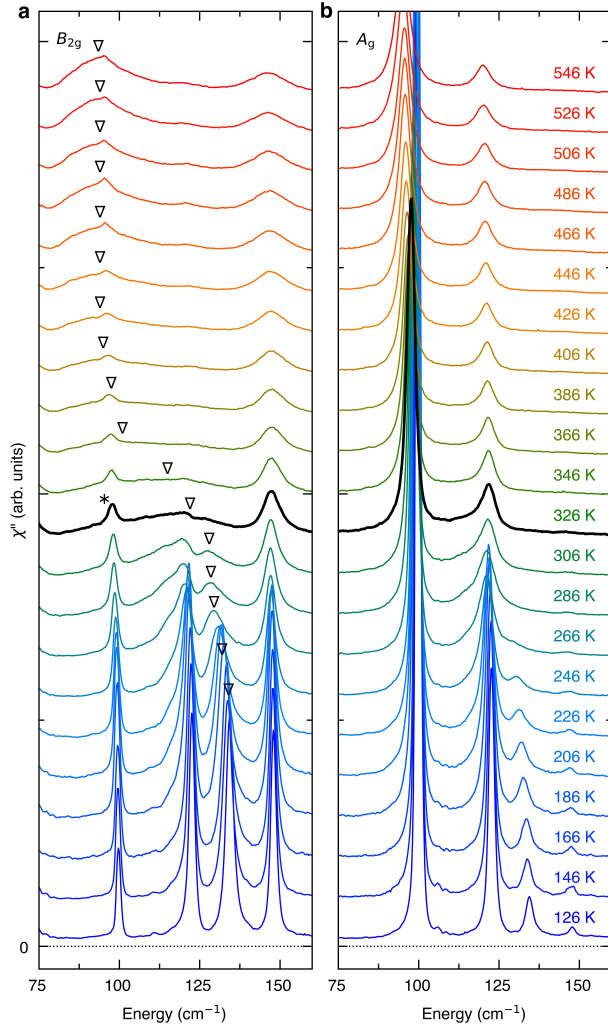 a
B2g
b
Ag
546 K
526 K
506 K
486 K
466 K
446 K
426 K
406 K
386 K
366 K
346 K
326 K
306 K
286 K
266 K
246 K
226 K
206 K
186 K
166 K
146 K
126 K
*
χ'' (arb. units)
0
75 100 125 150
75 100 125 150
Energy (cm⁻¹)
Energy (cm⁻¹)